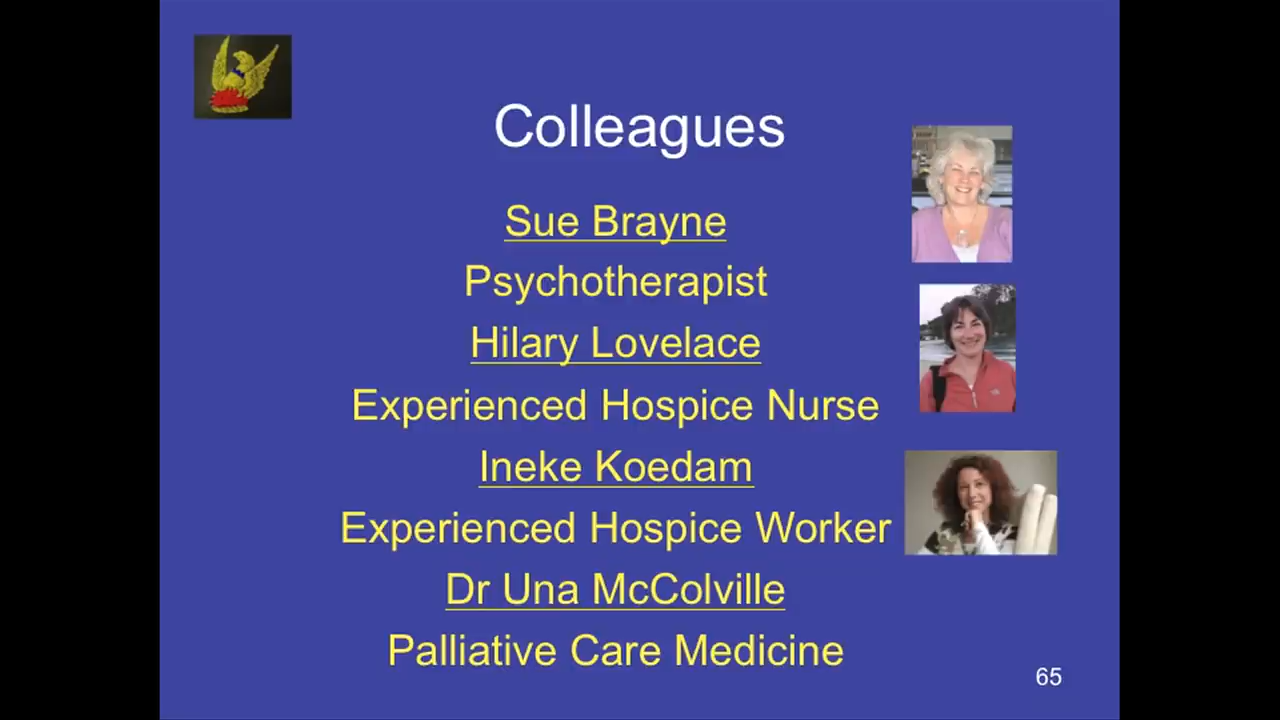 Colleagues
Sue Brayne
Psychotherapist
Hilary Lovelace
Experienced Hospice Nurse
Ineke Koedam
Experienced Hospice Worker
Dr Una McColville
Palliative Care Medicine
65